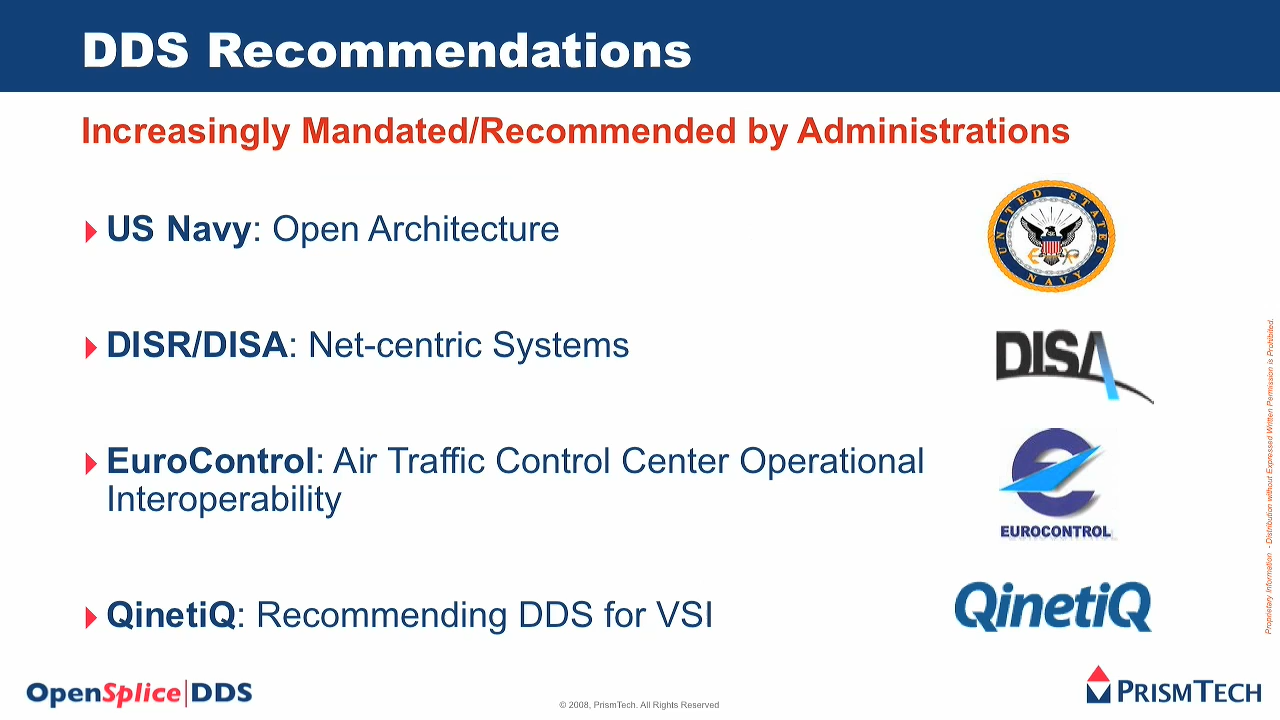 DDS Recommendations
Increasingly Mandated/Recommended by Administrations
US Navy: Open Architecture
UNITED STATES
NAVY
DISR/DISA: Net-centric Systems
DISA
EuroControl: Air Traffic Control Center Operational
Interoperability
EUROCONTROL
QinetiQ: Recommending DDS for VSI
QinetiQ
Proprietary Information - Distribution without Expressed Written Permission is Prohibited.
OpenSplice|DDS
© 2008, PrismTech. All Rights Reserved
PRISMTECH